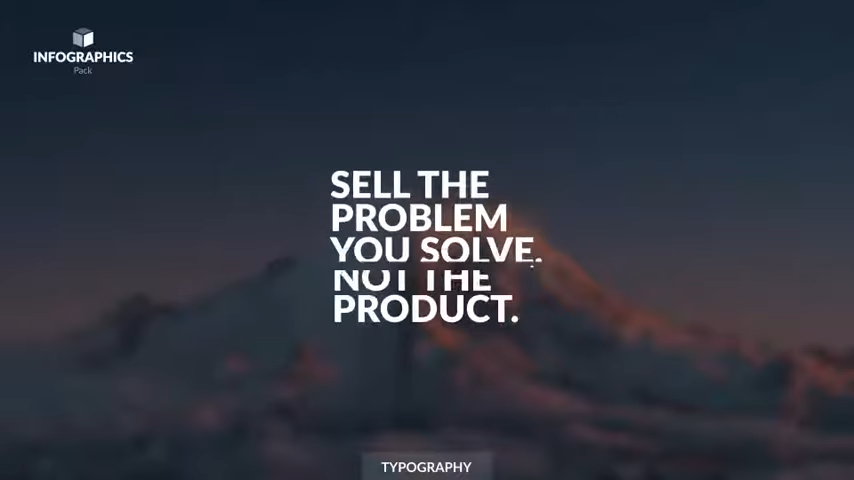 INFOGRAPHICS
Pack
SELL THE
PROBLEM
YOU SOLVE.
NOT THE
PRODUCT.
TYPOGRAPHY